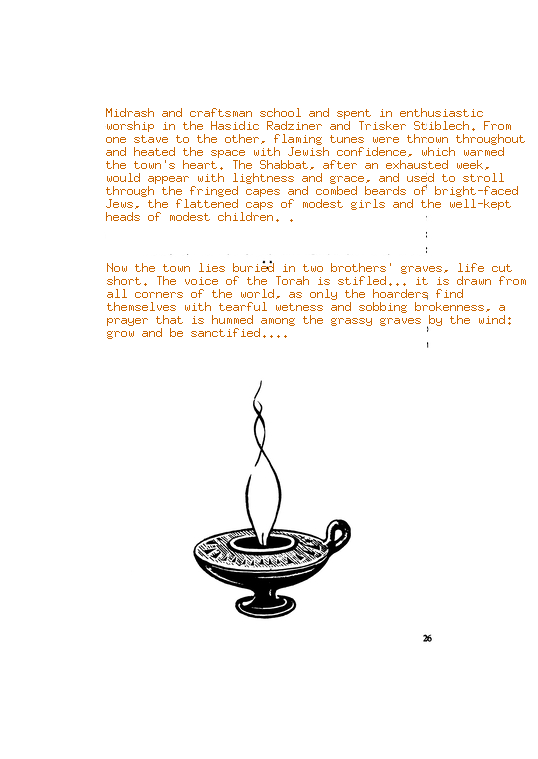 Midrash and craftsman school and spent in enthusiastic
worship in the Hasidic Radziner and Trisker Stiblech. From
one stave to the other, flaming tunes were thrown throughout
and heated the space with Jewish confidence, which warmed
the town's heart. The Shabbat, after an exhausted week,
would appear with lightness and grace, and used to stroll
through the fringed capes and combed beards of bright-faced
Jews, the flattened caps of modest girls and the well-kept
heads of modest children. .
Now the town lies buried in two brothers' graves, life cut
short. The voice of the Torah is stifled... it is drawn from
all corners of the world, as only the hoarders find
themselves with tearful wetness and sobbing brokenness, a
prayer that is hummed among the grassy graves by the wind:
grow and be sanctified....
26